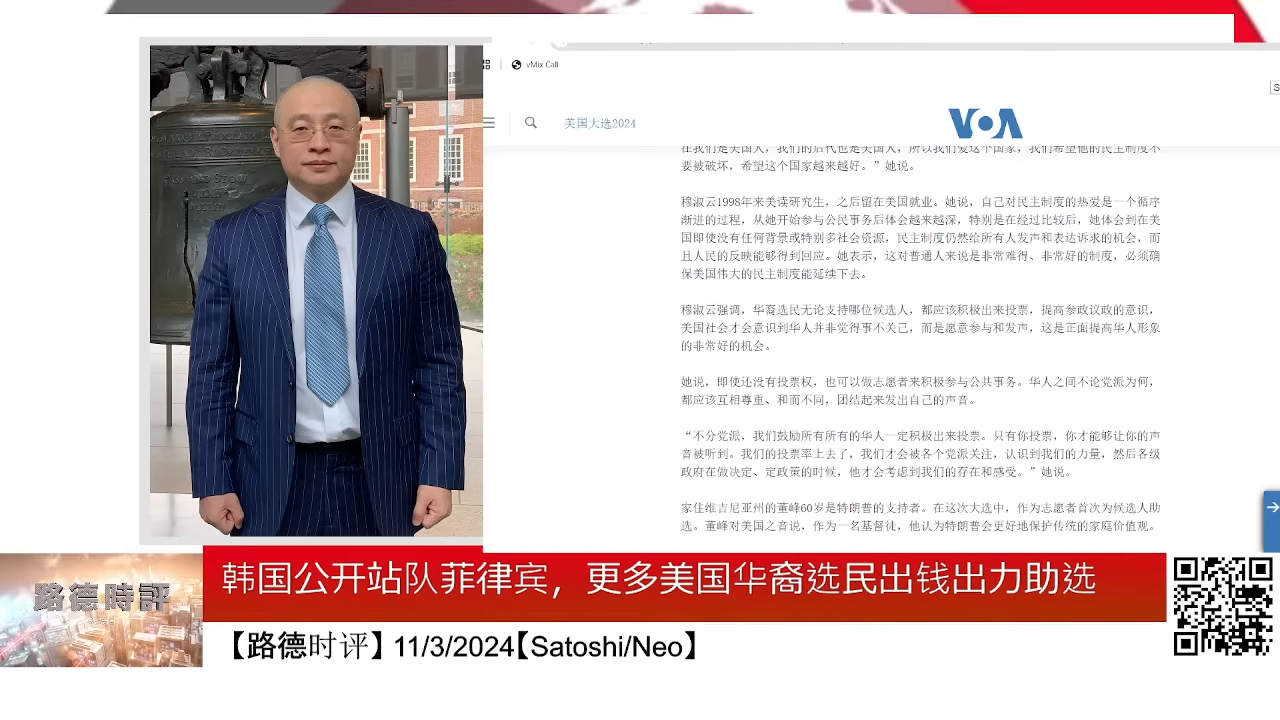 vMix Call
美国大选2024
VOA
在我们是美国人，我们的后代也是美国人，所以我们爱这个国家，我们希望他的民主制度不
要被破坏，希望这个国家越来越好。”她说。
穆淑云1998年来美读研究生，之后留在美国就业。她说，自己对民主制度的热爱是一个循序
渐进的过程，从她开始参与公民事务后体会越来越深，特别是在经过比较后，她体会到在美
国即使没有任何背景或特别多社会资源，民主制度仍然给所有人发声和表达诉求的机会，而
且人民的反映能够得到回应。她表示，这对普通人来说是非常难得、非常好的制度，必须确
保美国伟大的民主制度能延续下去。
穆淑云强调，华裔选民无论支持哪位候选人，都应该积极出来投票，提高参政议政的意识，
美国社会才会意识到华人并非觉得事不关己，而是愿意参与和发声，这是正面提高华人形象
的非常好的机会。
她说，即使还没有投票权，也可以做志愿者来积极参与公共事务。华人之间不论党派为何，
都应该互相尊重、和而不同，团结起来发出自己的声音。
“不分党派，我们鼓励所有所有的华人一定积极出来投票。只有你投票，你才能够让你的声
音被听到。我们的投票率上去了，我们才会被各个党派关注，认识到我们的力量，然后各级
政府在做决定、定政策的时候，他才会考虑到我们的存在和感受。”她说。
家住维吉尼亚州的董峰60岁是特朗普的支持者。在这次大选中，作为志愿者首次为候选人助
选。董峰对美国之音说，作为一名基督徒，他认为特朗普会更好地保护传统的家庭价值观。
路德時評
韩国公开站队菲律宾，更多美国华裔选民出钱出力助选
【路德时评】11/3/2024【Satoshi/Neo】